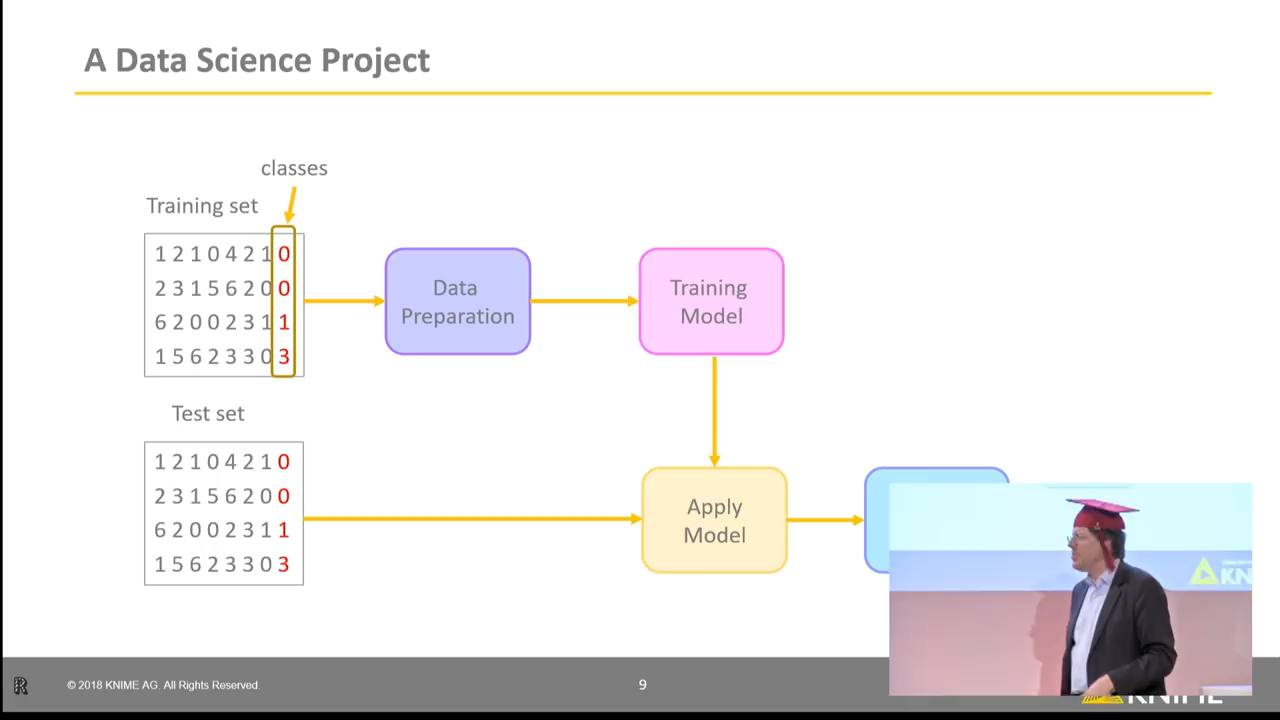 A Data Science Project
classes
Training set
1 2 1 0 4 2 1 0
2 3 1 5 6 2 0 0
6 2 0 0 2 3 1 1
1 5 6 2 3 3 0 3
Data
Preparation
Training
Model
Test set
1 2 1 0 4 2 1 0
2 3 1 5 6 2 0 0
6 2 0 0 2 3 1 1
1 5 6 2 3 3 0 3
Apply
Model
© 2018 KNIME AG. All Rights Reserved.
9
KNIME